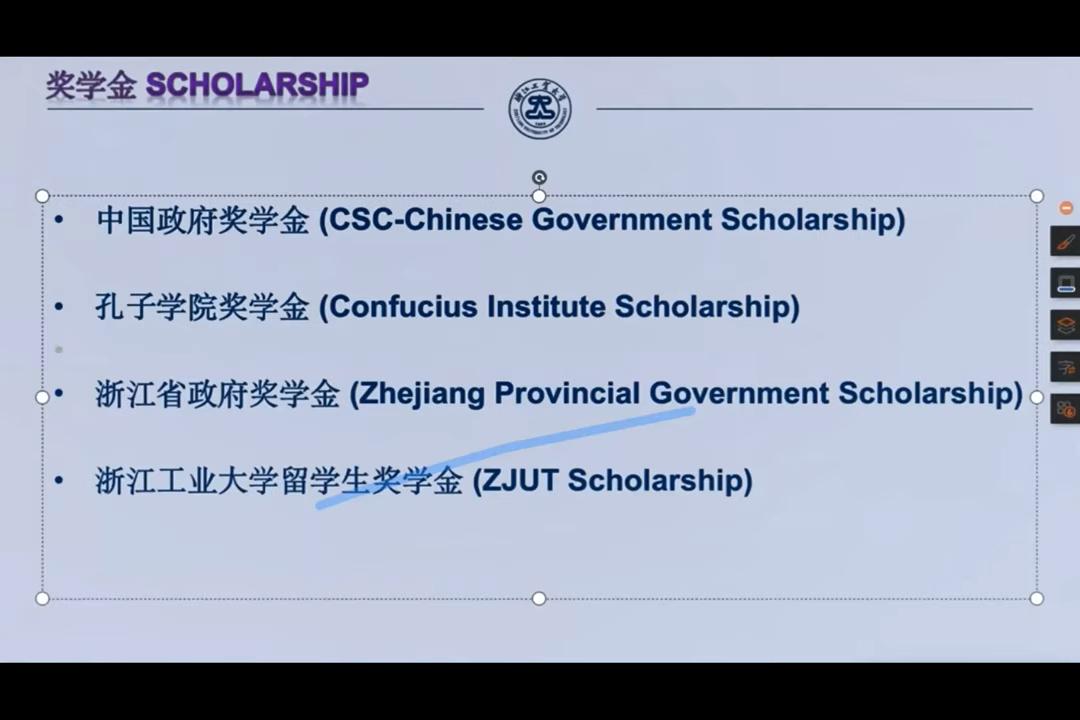 奖学金 SCHOLARSHIP
• 中国政府奖学金 (CSC-Chinese Government Scholarship)
• 孔子学院奖学金 (Confucius Institute Scholarship)
• 浙江省政府奖学金 (Zhejiang Provincial Government Scholarship)
• 浙江工业大学留学生奖学金 (ZJUT Scholarship)